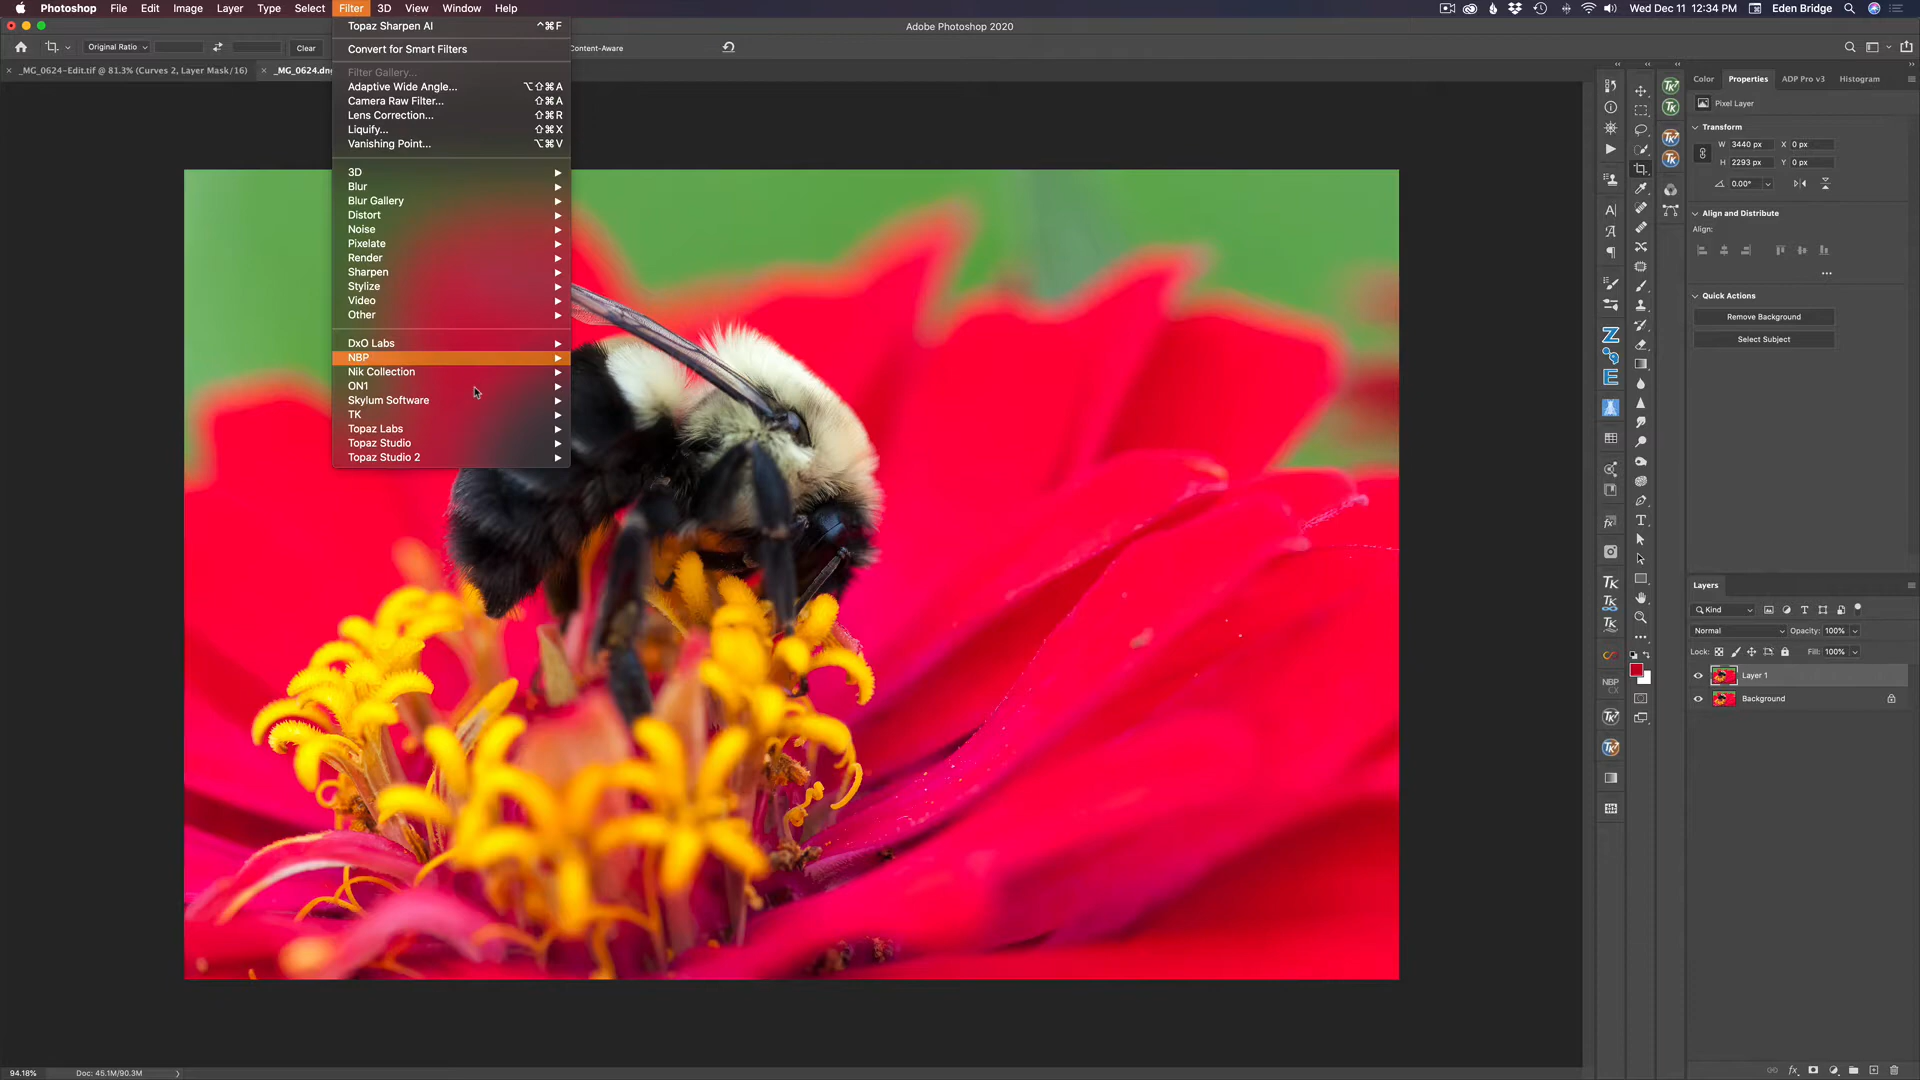 Photoshop File Edit Image Layer Type Select Filter 3D View Window Help
Wed Dec 11 12:34 PM Eden Bridge
Adobe Photoshop 2020
Original Ratio Clear Content-Aware
_MG_0624-Edit.tif @ 81.3% (Curves 2, Layer Mask/16) _MG_0624.dng
Topaz Sharpen AI ^⌘F
Convert for Smart Filters
Filter Gallery...
Adaptive Wide Angle... ⌥⇧⌘A
Camera Raw Filter... ⇧⌘A
Lens Correction... ⇧⌘R
Liquify... ⇧⌘X
Vanishing Point... ⌥⌘V
3D
Blur
Blur Gallery
Distort
Noise
Pixelate
Render
Sharpen
Stylize
Video
Other
DxO Labs
NBP
Nik Collection
ON1
Skylum Software
TK
Topaz Labs
Topaz Studio
Topaz Studio 2
Color Properties ADP Pro v3 Histogram
Pixel Layer
Transform
W 3440 px X 0 px
H 2293 px Y 0 px
0.00°
Align and Distribute
Align:
Quick Actions
Remove Background
Select Subject
Layers
Kind
Normal Opacity: 100%
Lock: Fill: 100%
Layer 1
Background
94.18% Doc: 45.1M/90.3M